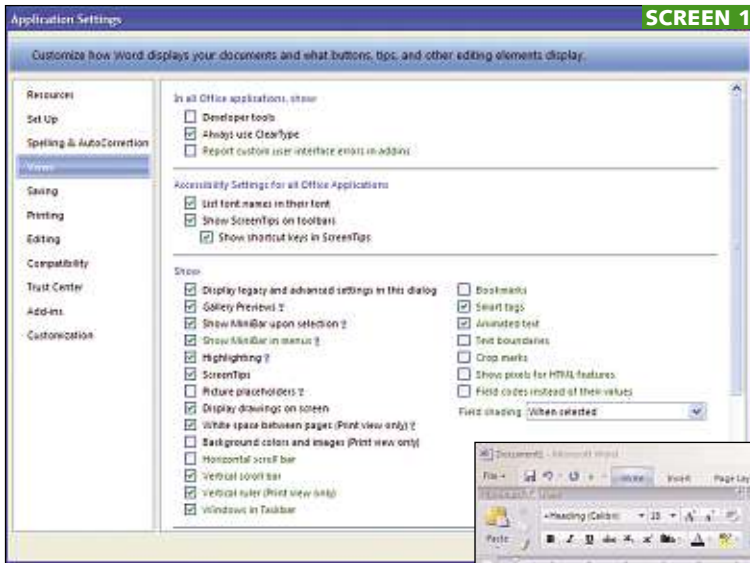 Application Settings
SCREEN 1
Customize how Word displays your documents and what buttons, tips, and other editing elements display.
Resources
Set Up
Spelling & AutoCorrection
Views
Saving
Printing
Editing
Compatibility
Trust Center
Add-ins
Customization
In all Office applications, show
Developer tools
Always use ClearType
Report custom user interface errors in addins
Accessibility Settings for all Office Applications
List font names in their font
Show ScreenTips on toolbars
Show shortcut keys in ScreenTips
Show
Display legacy and advanced settings in this dialog
Gallery Previews ?
Show MiniBar upon selection ?
Show MiniBar in menus ?
Highlighting ?
ScreenTips
Picture placeholders ?
Display drawings on screen
White space between pages (Print view only) ?
Background colors and images (Print view only)
Horizontal scroll bar
Vertical scroll bar
Vertical ruler (Print view only)
Windows in Taskbar
Bookmarks
Smart tags
Animated text
Text boundaries
Crop marks
Show pixels for HTML features
Field codes instead of their values
Field shading When selected
Document1 - Microsoft Word
File Write Insert Page Lay
+Heading (Calibri
Paste
B I U abc